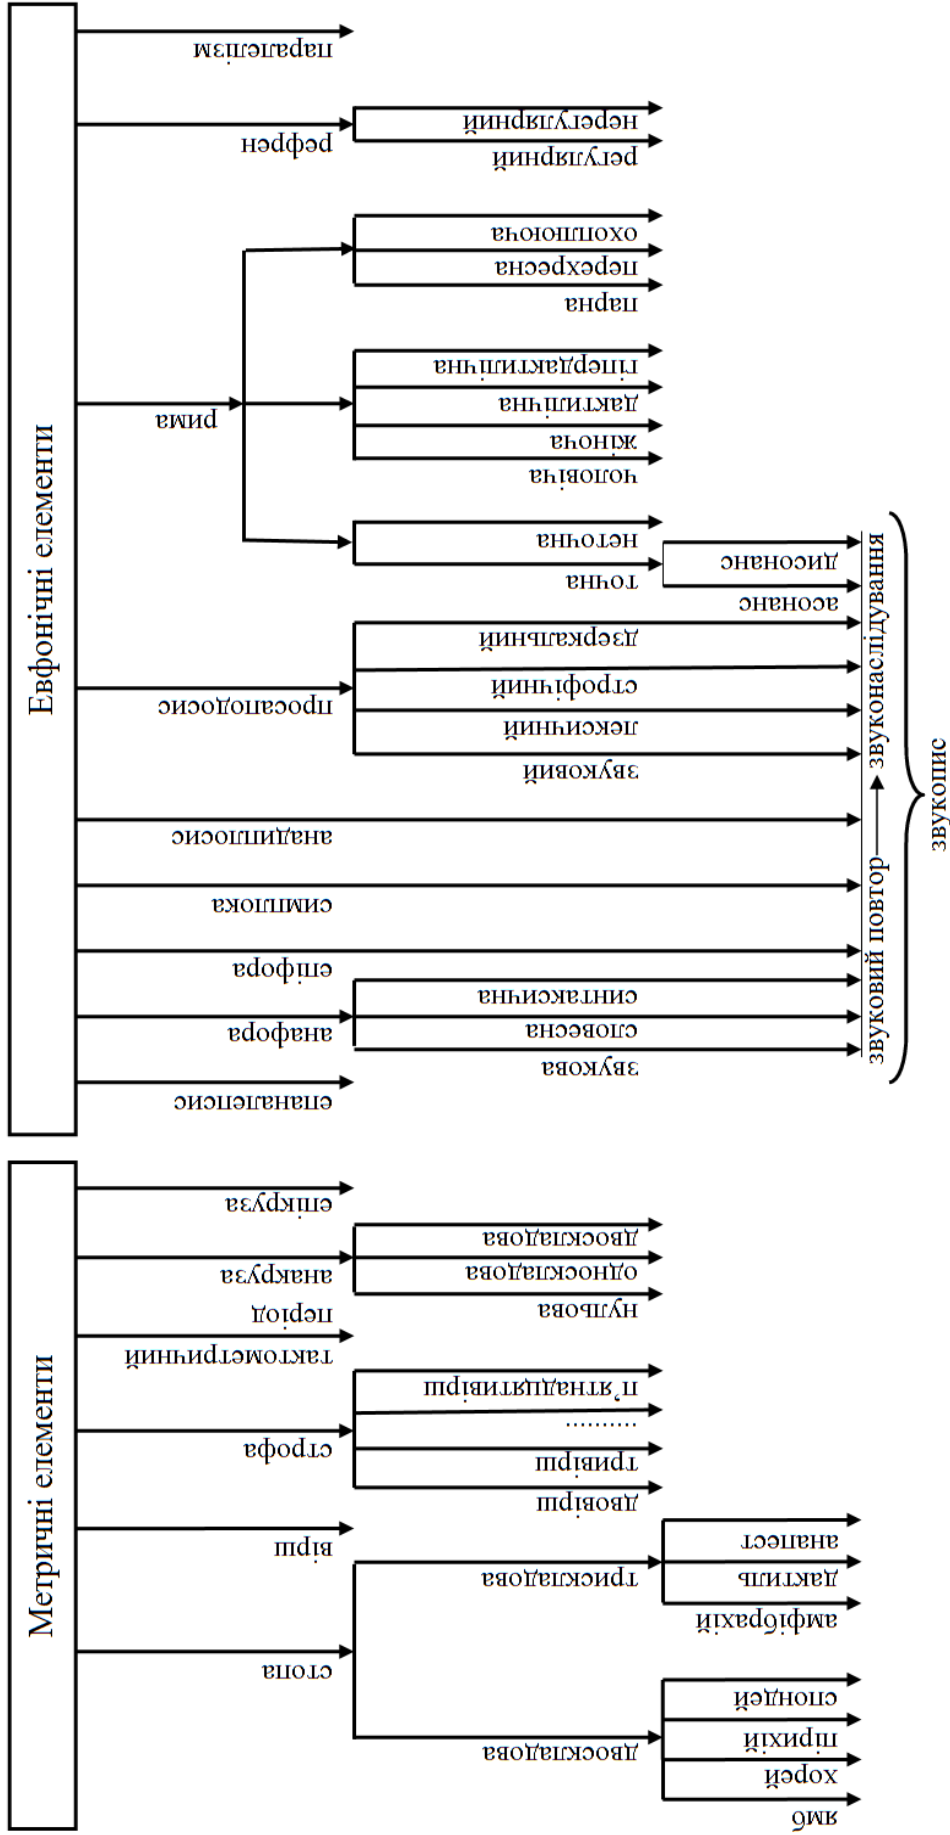 Метричні елементи
стопа
двоскладова
ямб
хорей
пірихій
спондей
трискладова
амфібрахій
дактиль
анапест
вірш
строфа
двовірш
тривірш
..........
п’ятнадцятивірш
тактометричний
період
анакруза
нульова
односкладова
двоскладова
епікруза
Евфонічні елементи
епаналепсис
анафора
звукова
словесна
синтаксична
епіфора
симплока
анадиплосис
просаподосис
звуковий
лексичний
строфічний
дзеркальний
рима
точна
асонанс
дисонанс
неточна
чоловіча
жіноча
дактилічна
гіпердактилічна
парна
перехресна
охоплююча
рефрен
регулярний
нерегулярний
паралелізм
звуковий повтор
звуконаслідування
звукопис